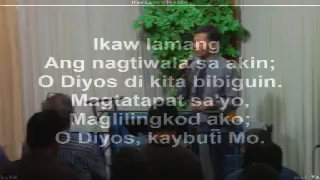 Ikaw lamang
Ang nagtiwala sa akin;
O Diyos di kita bibiguin.
Magtatapat sa'yo,
Maglilingkod ako;
O Diyos, kaybuti Mo.